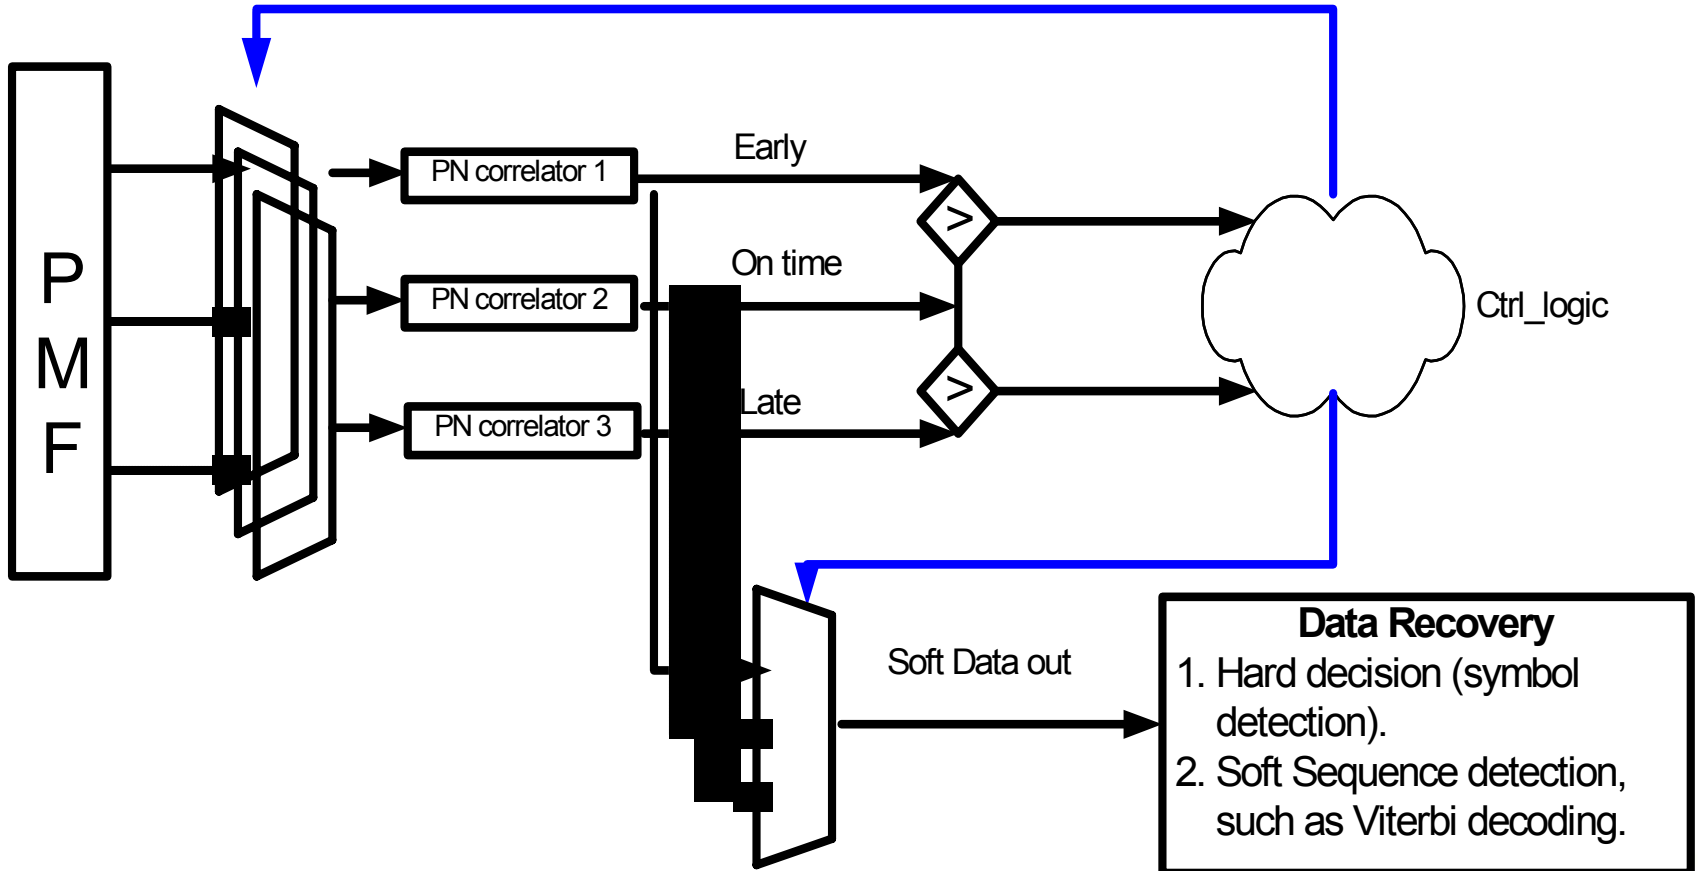 P
M
F
PN correlator 1
PN correlator 2
PN correlator 3
Early
On time
Late
>
>
Ctrl_logic
Soft Data out
Data Recovery
1. Hard decision (symbol
detection).
2. Soft Sequence detection,
such as Viterbi decoding.